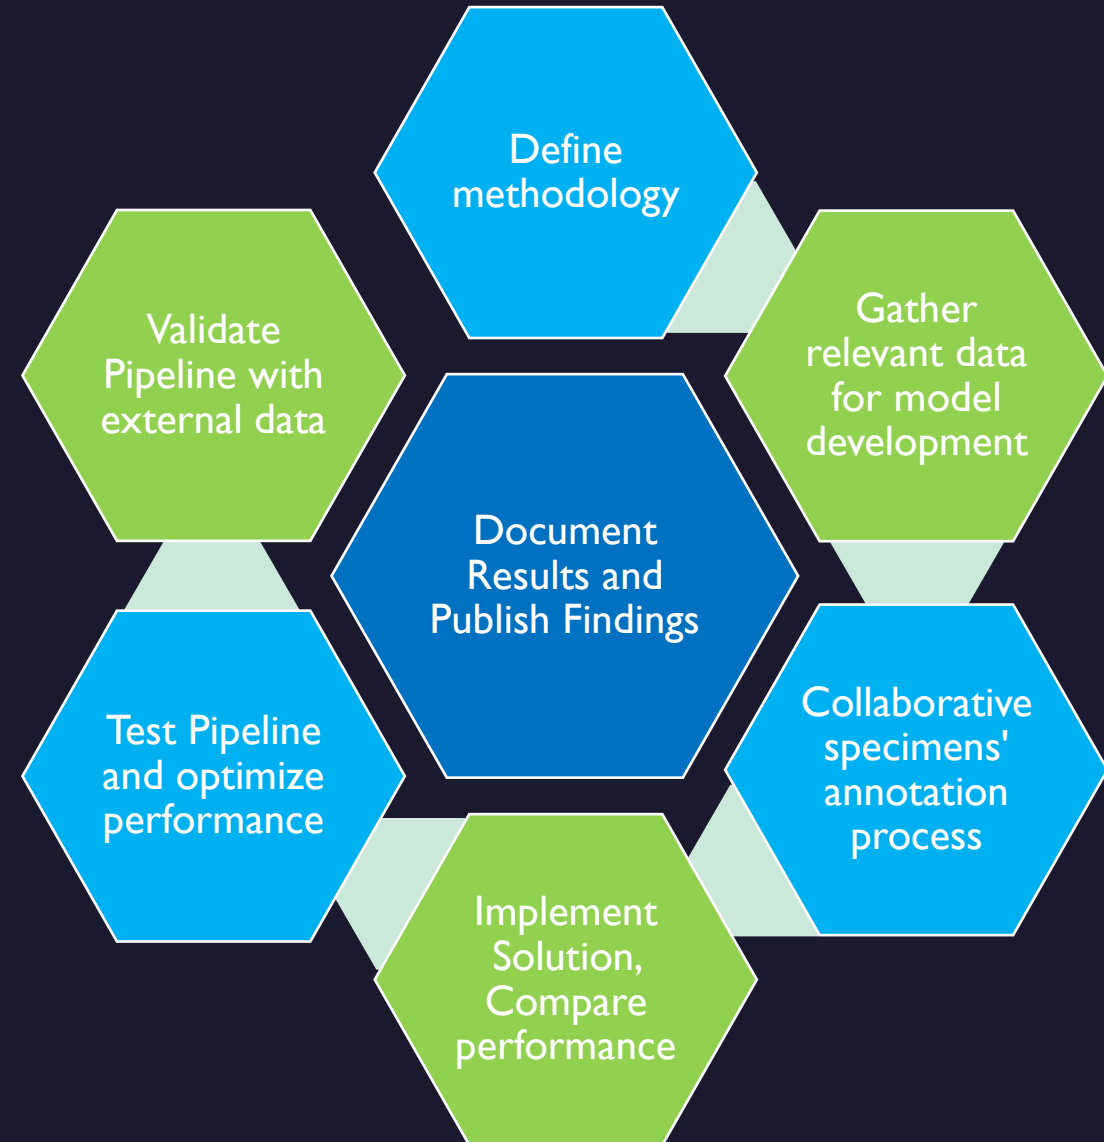 Define
methodology
Gather
relevant data
for model
development
Collaborative
specimens'
annotation
process
Implement
Solution,
Compare
performance
Test Pipeline
and optimize
performance
Validate
Pipeline with
external data
Document
Results and
Publish Findings